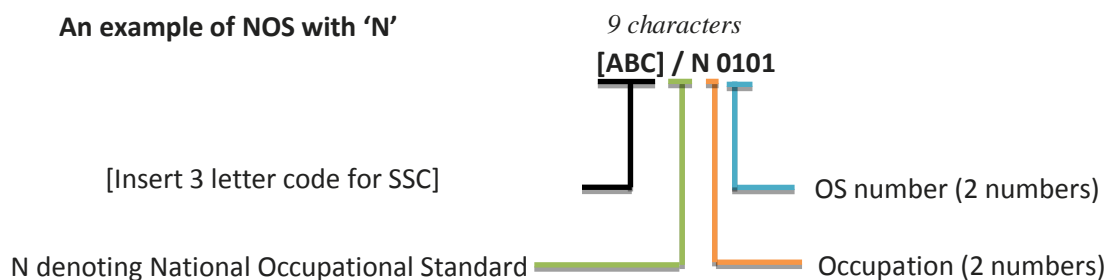 An example of NOS with ‘N’
9 characters
[ABC] / N 0101
[Insert 3 letter code for SSC]
OS number (2 numbers)
N denoting National Occupational Standard
Occupation (2 numbers)